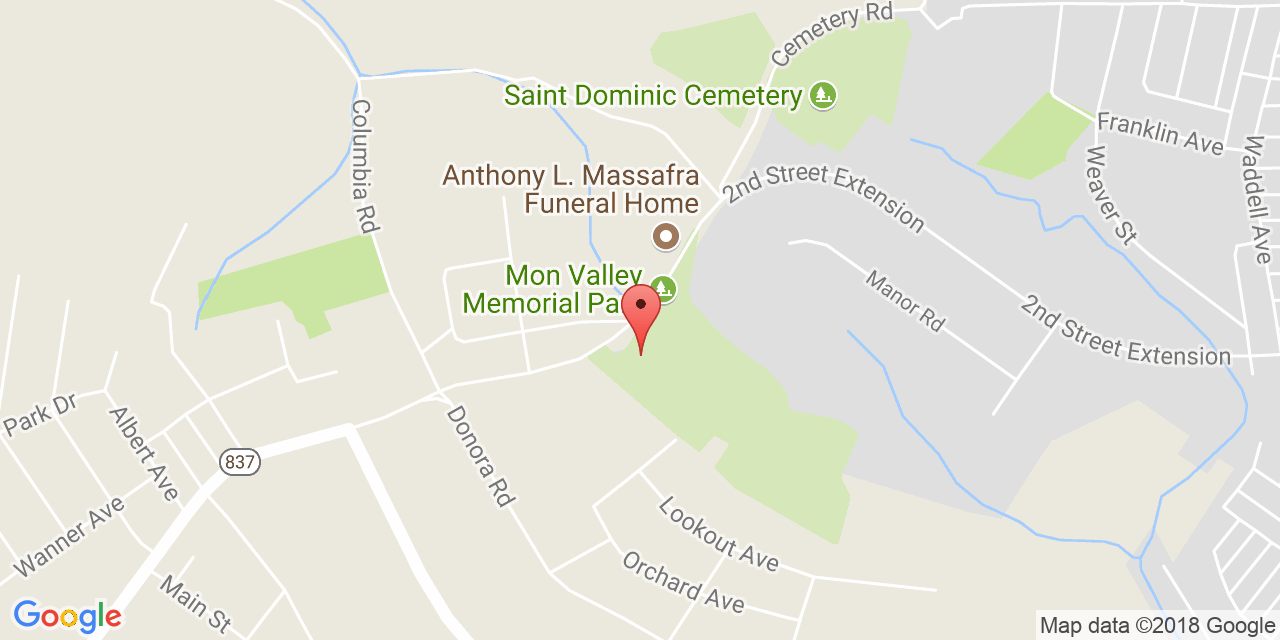 Cemetery Rd
Saint Dominic Cemetery
Columbia Rd
Franklin Ave
Weaver St
Waddell Ave
Anthony L. Massafra
Funeral Home
2nd Street Extension
Mon Valley
Memorial Pa
Manor Rd
2nd Street Extension
Park Dr
Albert Ave
837
Donora Rd
Wanner Ave
Lookout Ave
Orchard Ave
Main St
Google
Map data ©2018 Google